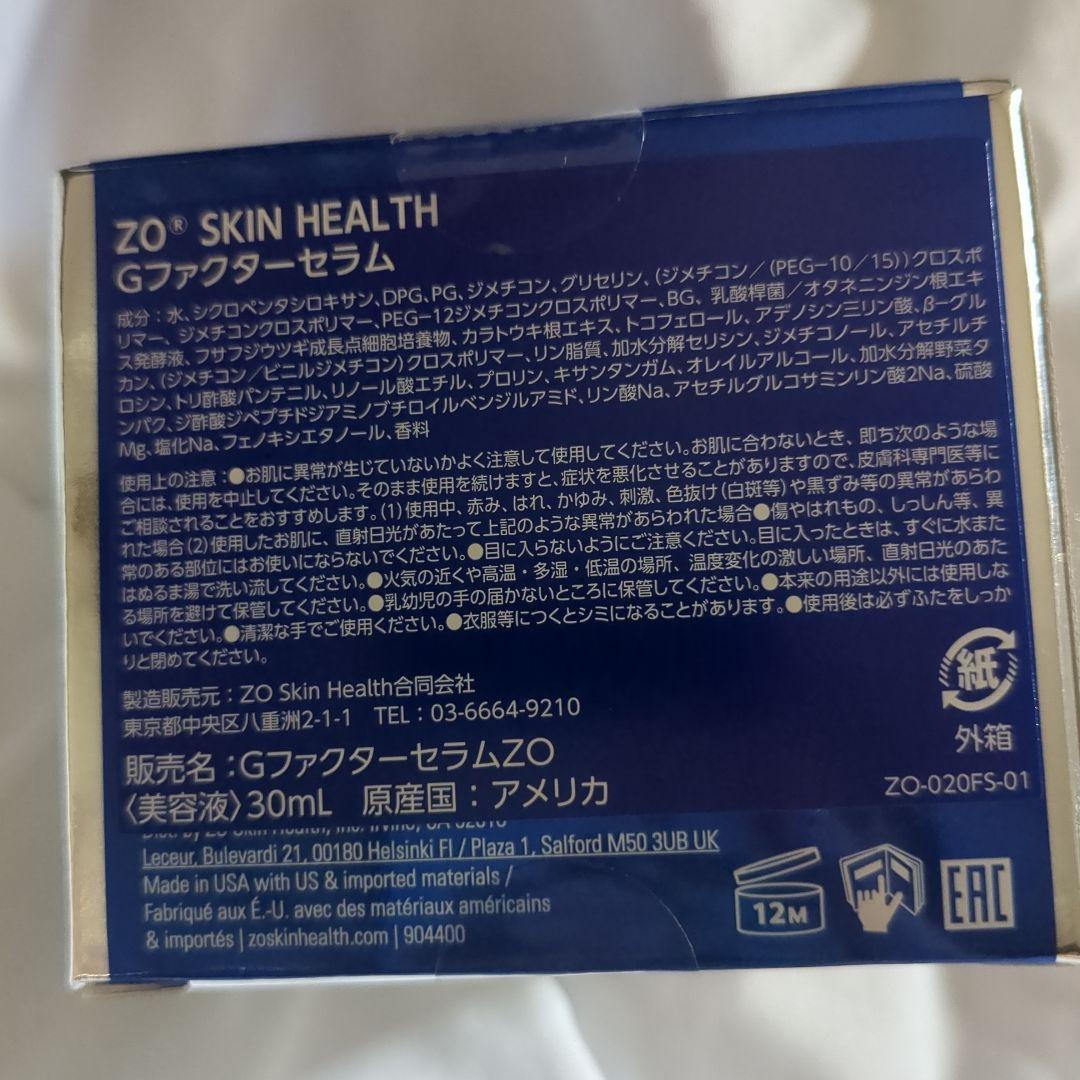 ZO® SKIN HEALTH
Gファクターセラム
成分：水、シクロペンタシロキサン、DPG、PG、ジメチコン、グリセリン、(ジメチコン／(PEG-10／15))クロスポ
リマー、ジメチコンクロスポリマー、PEG-12ジメチコンクロスポリマー、BG、乳酸桿菌／オタネニンジン根エキ
ス発酵液、フサフジウツギ成長点細胞培養物、カラトウキ根エキス、トコフェロール、アデノシン三リン酸、β-グル
カン、(ジメチコン／ビニルジメチコン)クロスポリマー、リン脂質、加水分解セリシン、ジメチコノール、アセチルチ
ロシン、トリ酢酸パンテニル、リノール酸エチル、プロリン、キサンタンガム、オレイルアルコール、加水分解野菜タ
ンパク、ジ酢酸ジペプチドジアミノブチロイルベンジルアミド、リン酸Na、アセチルグルコサミンリン酸2Na、硫酸
Mg、塩化Na、フェノキシエタノール、香料
使用上の注意：●お肌に異常が生じていないかよく注意して使用してください。お肌に合わないとき、即ち次のような場
合には、使用を中止してください。そのまま使用を続けますと、症状を悪化させることがありますので、皮膚科専門医等に
ご相談されることをおすすめします。(1)使用中、赤み、はれ、かゆみ、刺激、色抜け(白斑等)や黒ずみ等の異常があらわ
れた場合(2)使用したお肌に、直射日光があたって上記のような異常があらわれた場合●傷やはれもの、しっしん等、異
常のある部位にはお使いにならないでください。●目に入らないようにご注意ください。目に入ったときは、すぐに水また
はぬるま湯で洗い流してください。●火気の近くや高温・多湿・低温の場所、温度変化の激しい場所、直射日光のあた
る場所を避けて保管してください。●乳幼児の手の届かないところに保管してください。●本来の用途以外には使用しな
いでください。●清潔な手でご使用ください。●衣服等につくとシミになることがあります。●使用後は必ずふたをしっか
りと閉めてください。
製造販売元：ZO Skin Health合同会社
東京都中央区八重洲2-1-1　TEL：03-6664-9210
紙
外箱
販売名：GファクターセラムZO
〈美容液〉30mL　原産国：アメリカ
ZO-020FS-01
Dist. by ZO Skin Health, Inc. Irvine, CA
Leceur, Bulevardi 21, 00180 Helsinki FI / Plaza 1, Salford M50 3UB UK
Made in USA with US & imported materials /
Fabriqué aux É.-U. avec des matériaux américains
& importés | zoskinhealth.com | 904400
12M
EAC